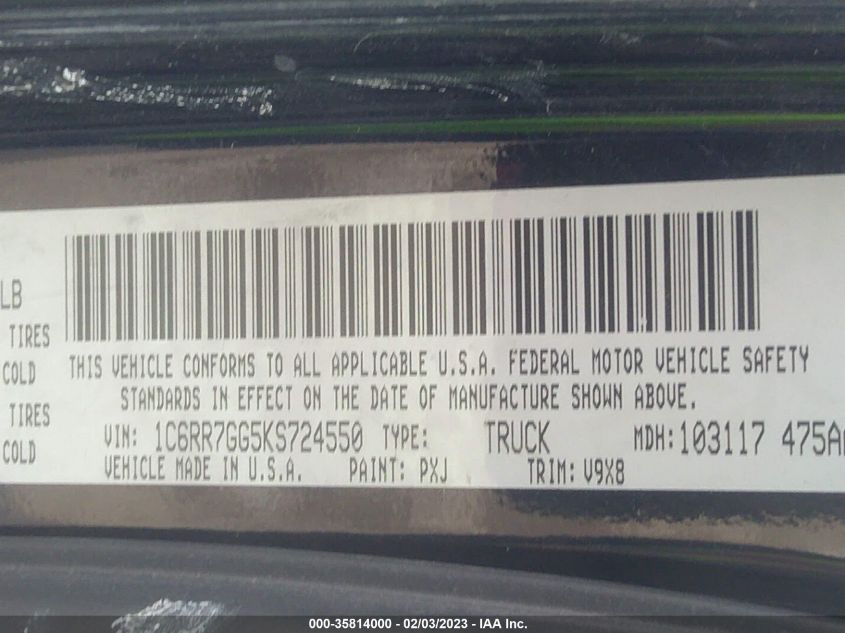 LB
TIRES
COLD
THIS VEHICLE CONFORMS TO ALL APPLICABLE U.S.A. FEDERAL MOTOR VEHICLE SAFETY
STANDARDS IN EFFECT ON THE DATE OF MANUFACTURE SHOWN ABOVE.
TIRES
COLD
VIN: 1C6RR7GG5KS724550 TYPE: TRUCK MDH: 103117 475A
VEHICLE MADE IN U.S.A. PAINT: PXJ TRIM: V9X8
000-35814000 - 02/03/2023 - IAA Inc.